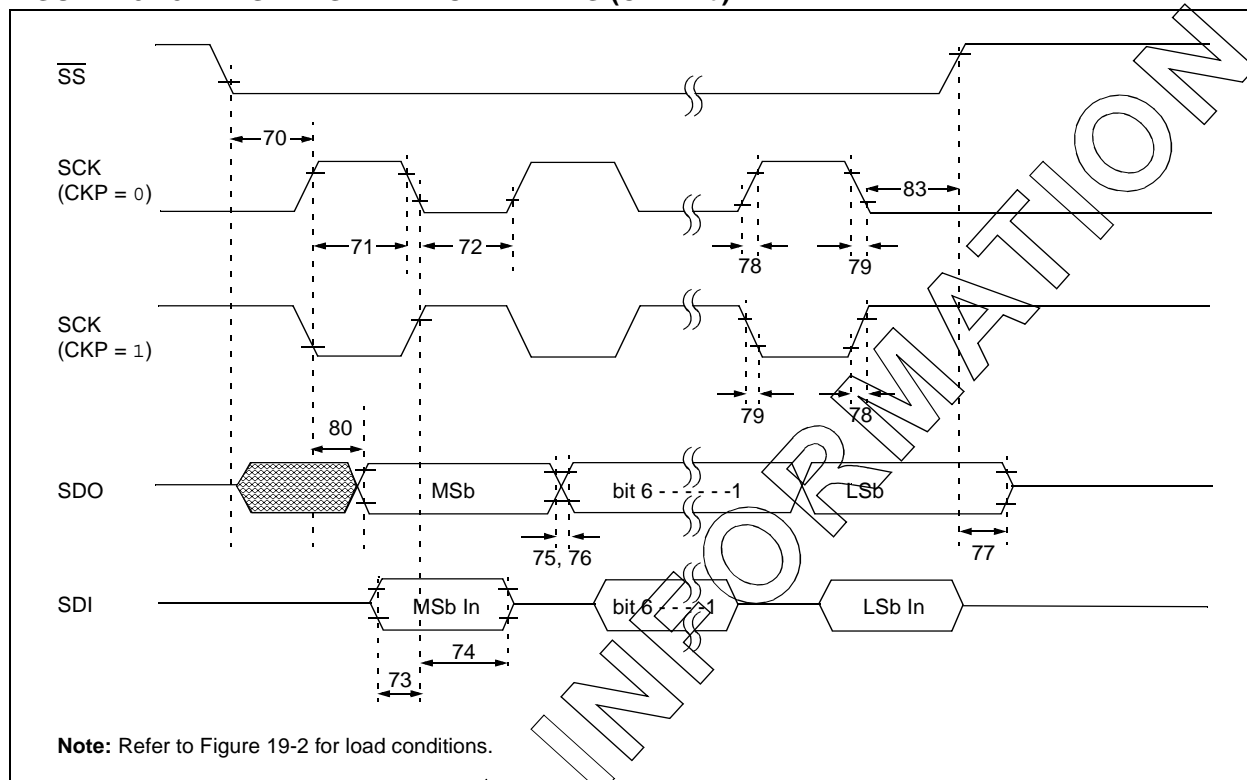 SS
70
SCK
(CKP = 0)
83
71
72
78
79
SCK
(CKP = 1)
79
78
80
SDO
MSb
bit 6 - - - - - -1
LSb
75, 76
77
SDI
MSb In
bit 6 - - - - -1
LSb In
74
73
Note: Refer to Figure 19-2 for load conditions.
INFORMATION